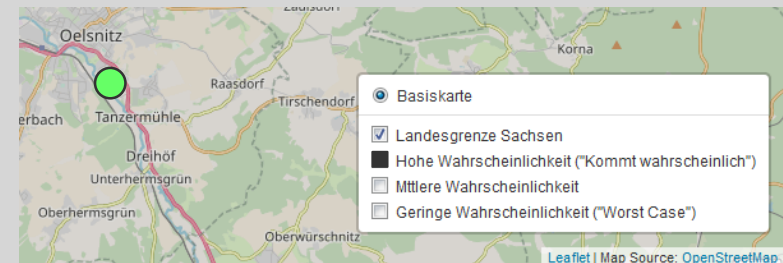 Oelsnitz
Korna
Raasdorf
Tirschendorf
erbach
Tanzermühle
Dreihöf
Unterhermsgrün
Oberhermsgrün
Oberwürschnitz
Basiskarte
Landesgrenze Sachsen
Hohe Wahrscheinlichkeit ("Kommt wahrscheinlich")
Mttlere Wahrscheinlichkeit
Geringe Wahrscheinlichkeit ("Worst Case")
Leaflet | Map Source: OpenStreetMap